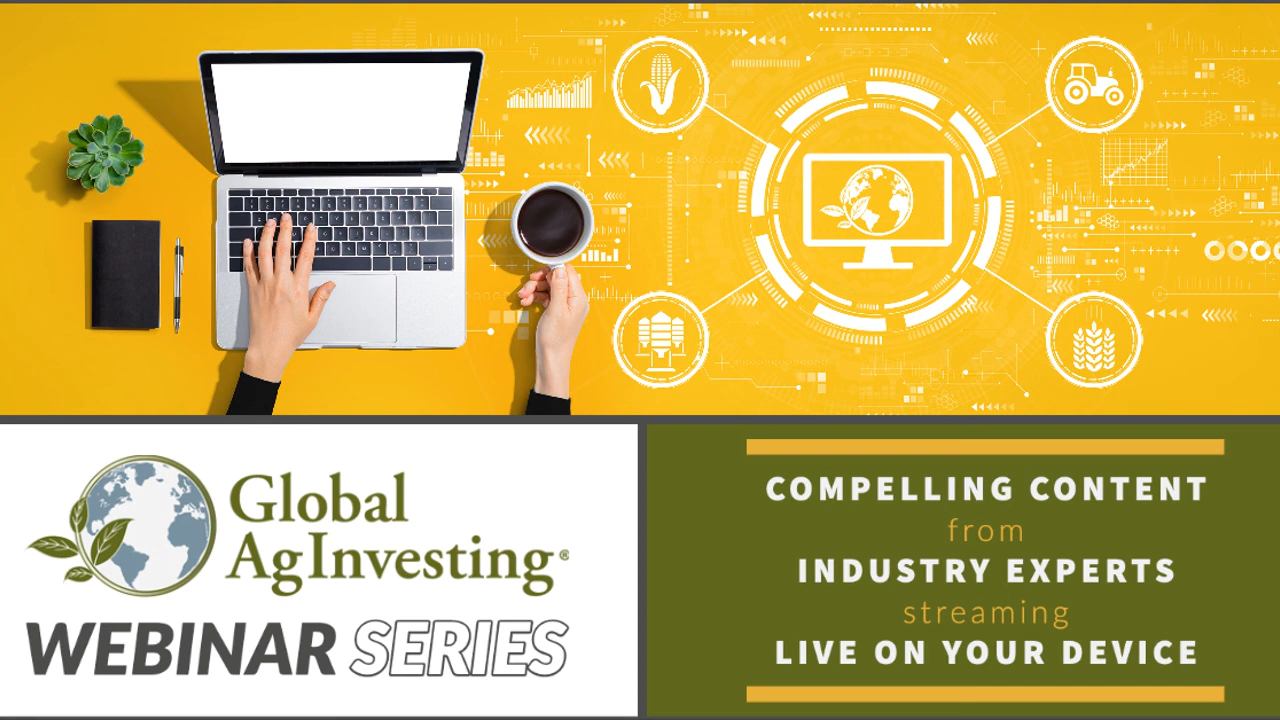 Global
AgInvesting®
WEBINAR SERIES
COMPELLING CONTENT
from
INDUSTRY EXPERTS
streaming
LIVE ON YOUR DEVICE